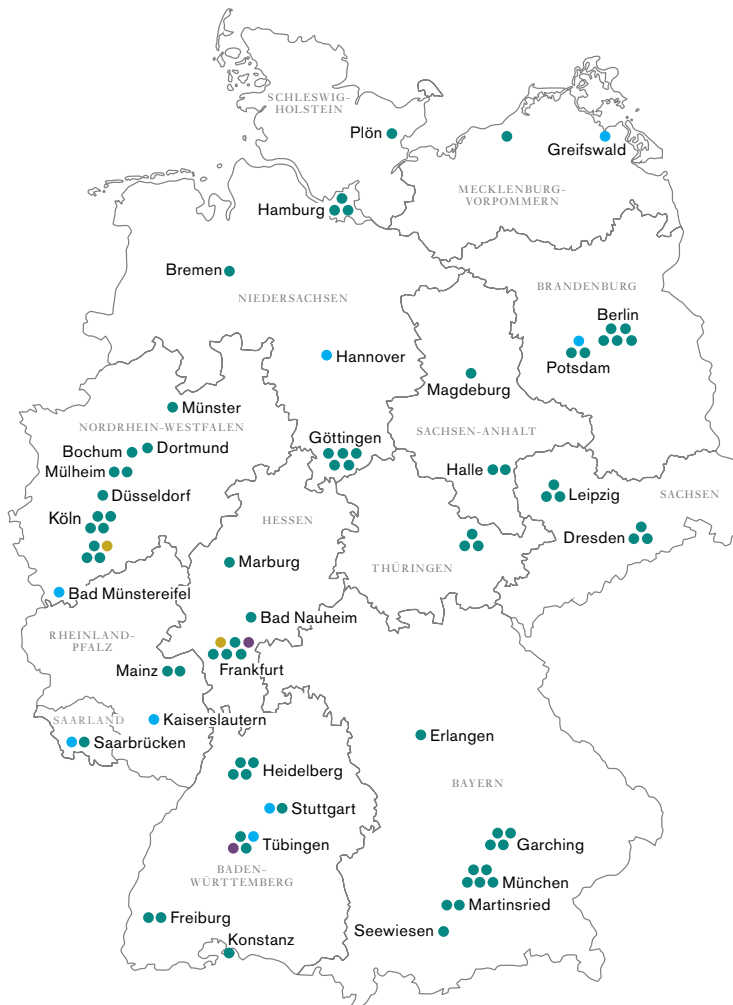 SCHLESWIG-
HOLSTEIN
Plön
Greifswald
MECKLENBURG-
VORPOMMERN
Hamburg
Bremen
NIEDERSACHSEN
BRANDENBURG
Berlin
Hannover
Potsdam
Magdeburg
Münster
NORDRHEIN-WESTFALEN
Göttingen
SACHSEN-ANHALT
Bochum
Dortmund
Mülheim
Halle
Düsseldorf
Leipzig
SACHSEN
Köln
HESSEN
Dresden
Marburg
THÜRINGEN
Bad Münstereifel
Bad Nauheim
RHEINLAND-
PFALZ
Mainz
Frankfurt
SAARLAND
Kaiserslautern
Saarbrücken
Erlangen
Heidelberg
BAYERN
Stuttgart
Tübingen
Garching
BADEN-
WÜRTTEMBERG
München
Martinsried
Freiburg
Seewiesen
Konstanz